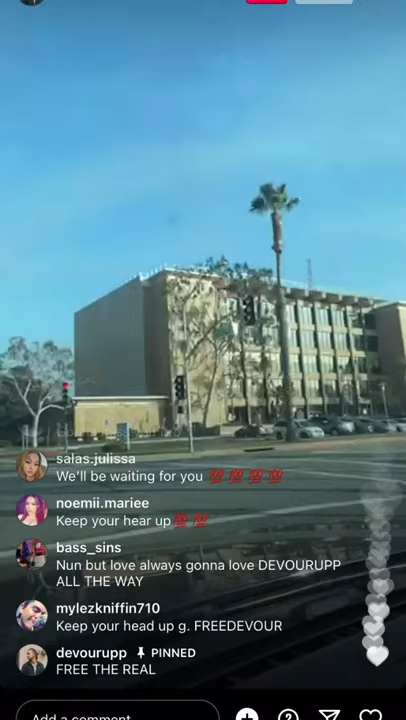 salas.julissa
We'll be waiting for you 💯 💯 💯 💯
noemii.mariee
Keep your hear up💯 💯
bass_sins
Nun but love always gonna love DEVOURUPP
ALL THE WAY
mylezkniffin710
Keep your head up g. FREEDEVOUR
devourupp PINNED
FREE THE REAL
Add a comment